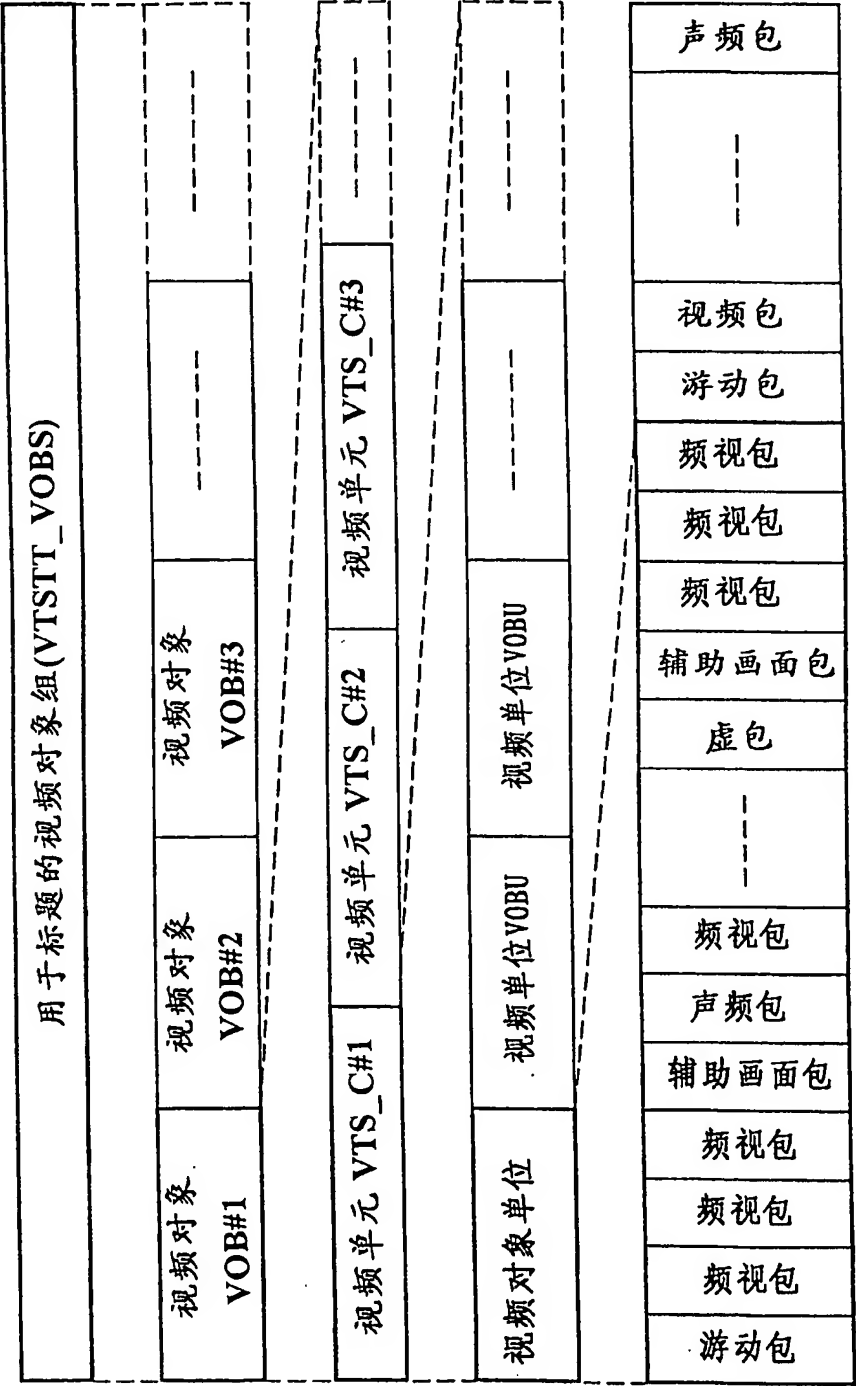 用于标题的视频对象组(VTSTT_VOBS)
视频对象
VOB#1
视频对象
VOB#2
视频对象
VOB#3
视频单元 VTS_C#1
视频单元 VTS_C#2
视频单元 VTS_C#3
视频对象单位
视频单位VOBU
视频单位VOBU
声频包
视频包
游动包
频视包
频视包
频视包
辅助画面包
虚包
频视包
声频包
辅助画面包
频视包
频视包
频视包
游动包